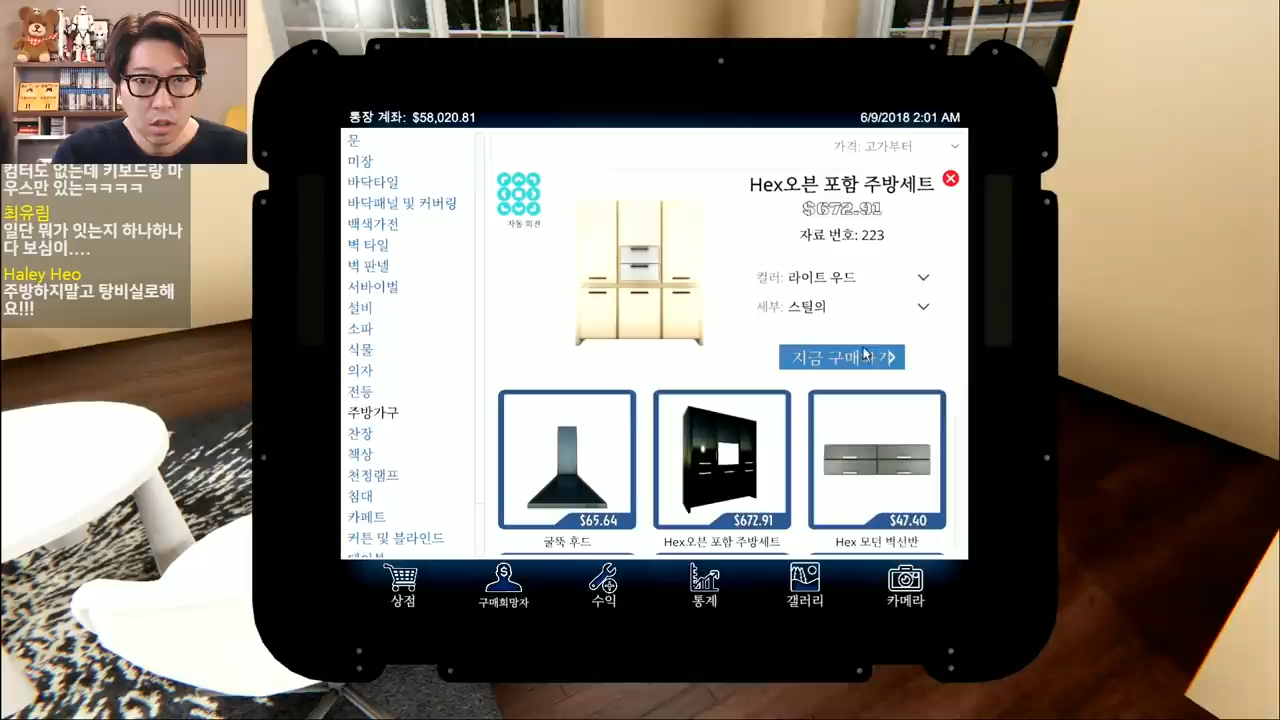 컴터도 없는데 키보드랑 마
우스만 있는ㅋㅋㅋㅋ
최유림
일단 뭐가 잇는지 하나하나
다 보심이....
Haley Heo
주방하지말고 탕비실로해
요!!!
통장 계좌: $58,020.81
6/9/2018 2:01 AM
문
미장
바닥타일
바닥패널 및 커버링
백색가전
벽 타일
벽 판넬
서바이벌
설비
소파
식물
의자
전등
주방가구
찬장
책상
천정램프
침대
카페트
커튼 및 블라인드
가격: 고가부터
자동 회전
Hex오븐 포함 주방세트
$672.91
자료 번호: 223
컬러: 라이트 우드
세부: 스틸의
지금 구매하기
$65.64
굴뚝 후드
$672.91
Hex오븐 포함 주방세트
$47.40
Hex 모던 벽선반
상점
구매희망자
수익
통계
갤러리
카메라